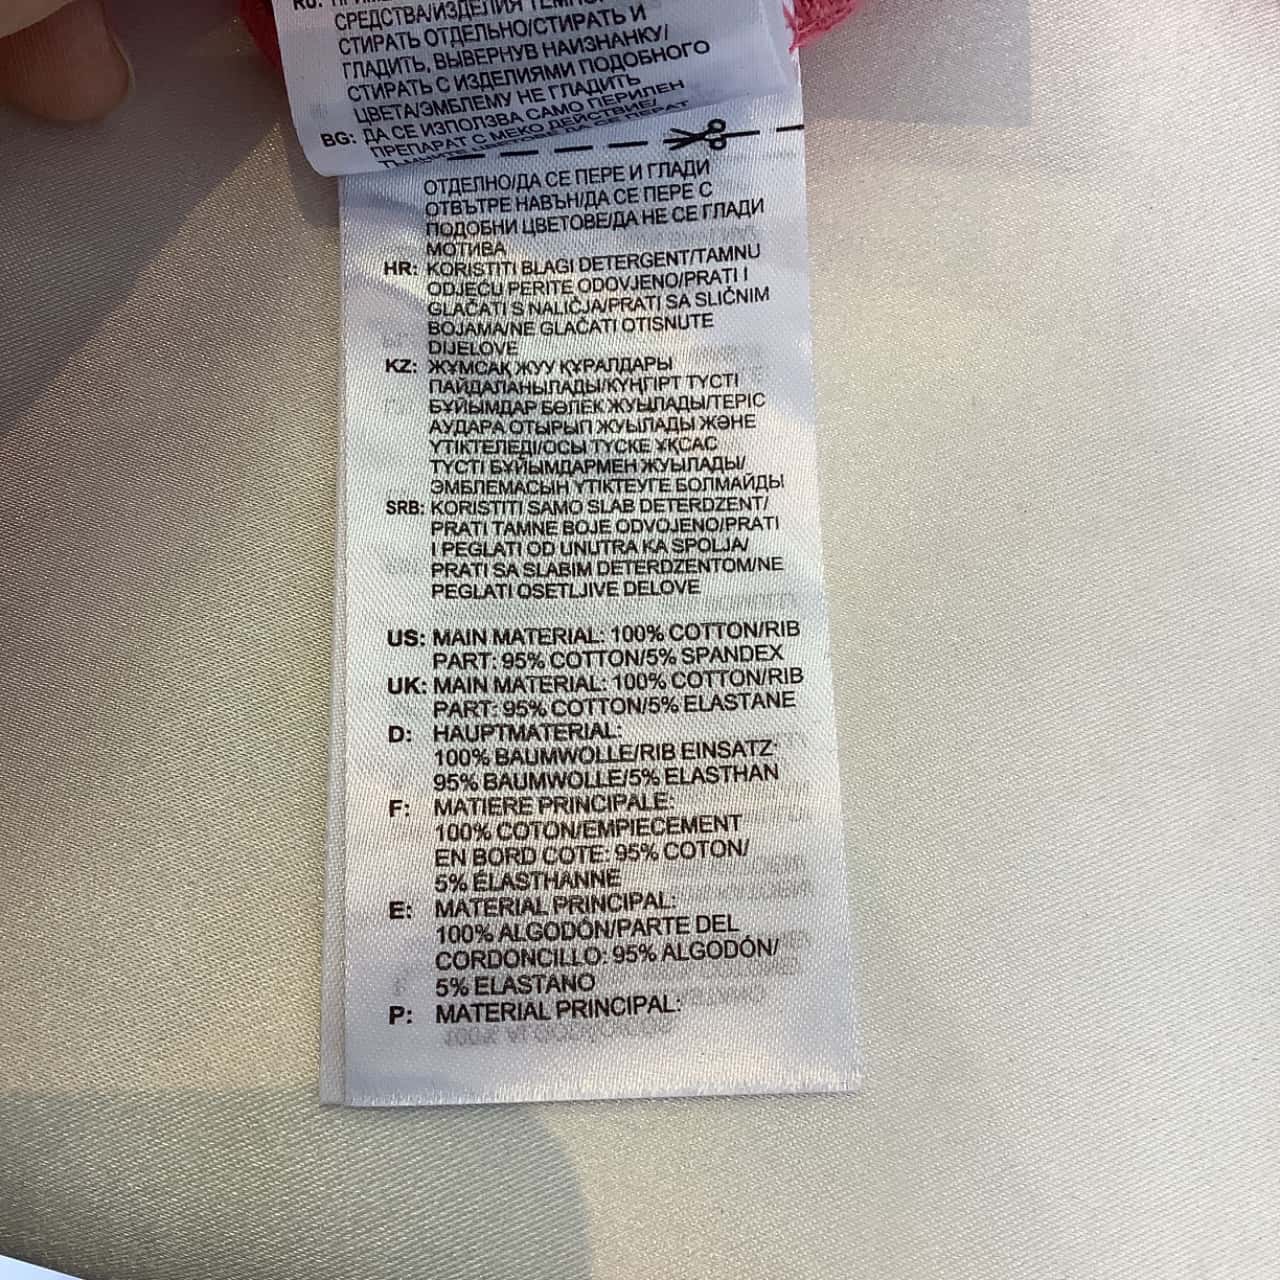 RU:
СРЕДСТВА/ИЗДЕЛИЯ
СТИРАТЬ ОТДЕЛЬНО/СТИРАТЬ И
ГЛАДИТЬ, ВЫВЕРНУВ НАИЗНАНКУ/
СТИРАТЬ С ИЗДЕЛИЯМИ ПОДОБНОГО
ЦВЕТА/ЭМБЛЕМУ НЕ ГЛАДИТЬ
BG: ДА СЕ ИЗПОЛЗВА САМО ПЕРИЛЕН
ПРЕПАРАТ С МЕКО ДЕЙСТВИЕ/
ТЪМНИТЕ ЦВЕТОВЕ ДА СЕ ПЕРАТ
ОТДЕЛНО/ДА СЕ ПЕРЕ И ГЛАДИ
ОТВЪТРЕ НАВЪН/ДА СЕ ПЕРЕ С
ПОДОБНИ ЦВЕТОВЕ/ДА НЕ СЕ ГЛАДИ
МОТИВА
HR: KORISTITI BLAGI DETERGENT/TAMNU
ODJEĆU PERITE ODOVJENO/PRATI I
GLAČATI S NALIČJA/PRATI SA SLIČNIM
BOJAMA/NE GLAČATI OTISNUTE
DIJELOVE
KZ: ЖҰМСАҚ ЖУУ ҚҰРАЛДАРЫ
ПАЙДАЛАНЫЛАДЫ/КҮҢГІРТ ТҮСТІ
БҰЙЫМДАР БӨЛЕК ЖУЫЛАДЫ/ТЕРІС
АУДАРА ОТЫРЫП ЖУЫЛАДЫ ЖӘНЕ
ҮТІКТЕЛЕДІ/ОСЫ ТҮСКЕ ҰҚСАС
ТҮСТІ БҰЙЫМДАРМЕН ЖУЫЛАДЫ/
ЭМБЛЕМАСЫН ҮТІКТЕУГЕ БОЛМАЙДЫ
SRB: KORISTITI SAMO SLAB DETERDZENT/
PRATI TAMNE BOJE ODVOJENO/PRATI
I PEGLATI OD UNUTRA KA SPOLJA/
PRATI SA SLABIM DETERDZENTOM/NE
PEGLATI OSETLJIVE DELOVE
US: MAIN MATERIAL: 100% COTTON/RIB
PART: 95% COTTON/5% SPANDEX
UK: MAIN MATERIAL: 100% COTTON/RIB
PART: 95% COTTON/5% ELASTANE
D: HAUPTMATERIAL:
100% BAUMWOLLE/RIB EINSATZ:
95% BAUMWOLLE/5% ELASTHAN
F: MATIERE PRINCIPALE:
100% COTON/EMPIECEMENT
EN BORD COTE: 95% COTON/
5% ÉLASTHANNE
E: MATERIAL PRINCIPAL:
100% ALGODÓN/PARTE DEL
CORDONCILLO: 95% ALGODÓN/
5% ELASTANO
P: MATERIAL PRINCIPAL: